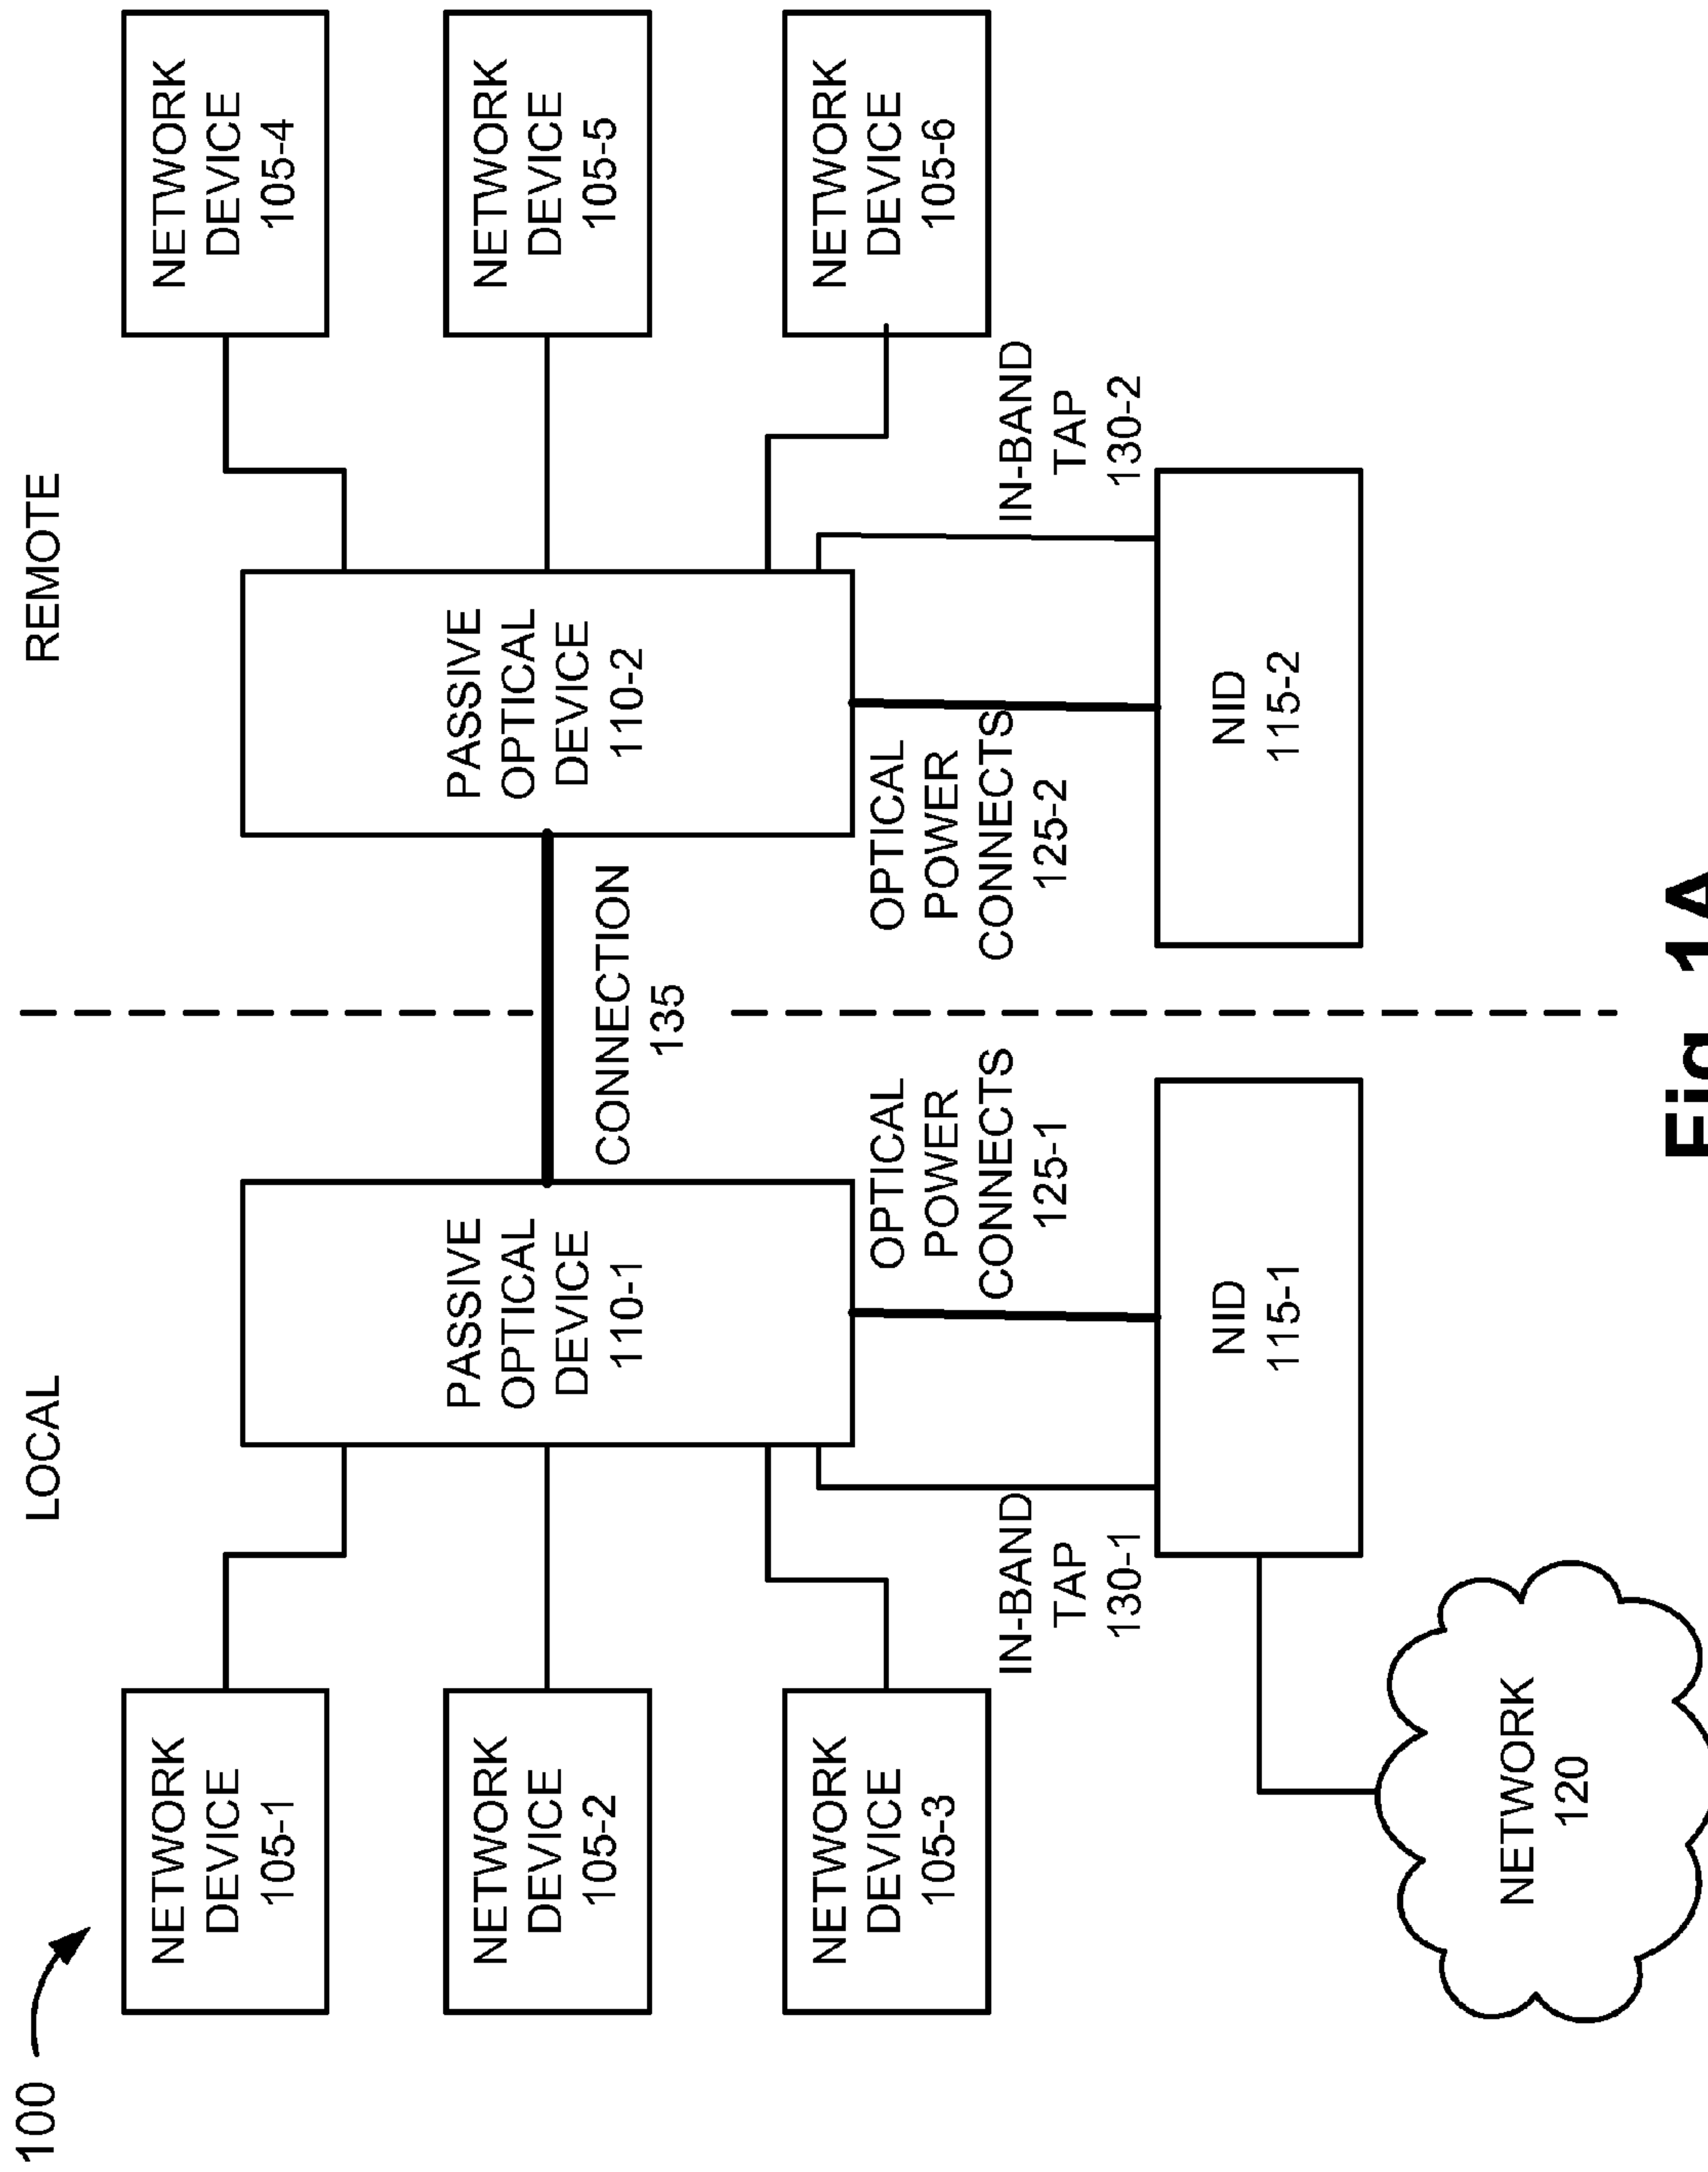 100
LOCAL
REMOTE
NETWORK
DEVICE
105-1
NETWORK
DEVICE
105-2
NETWORK
DEVICE
105-3
PASSIVE
OPTICAL
DEVICE
110-1
CONNECTION
135
PASSIVE
OPTICAL
DEVICE
110-2
NETWORK
DEVICE
105-4
NETWORK
DEVICE
105-5
NETWORK
DEVICE
105-6
IN-BAND
TAP
130-1
OPTICAL
POWER
CONNECTS
125-1
OPTICAL
POWER
CONNECTS
125-2
IN-BAND
TAP
130-2
NID
115-1
NID
115-2
NETWORK
120
Fig. 1A